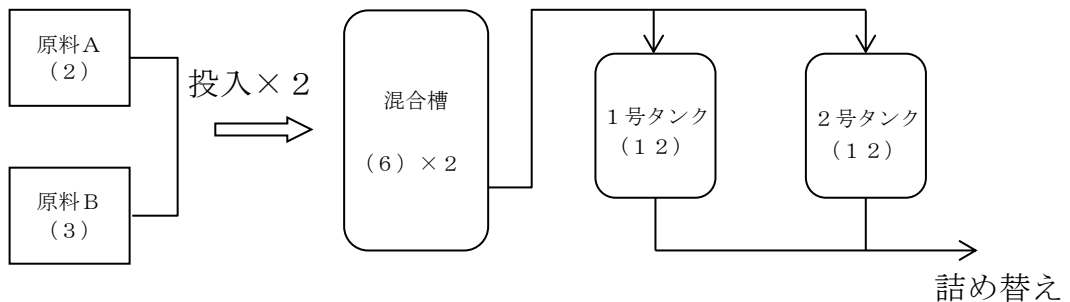 原料Ａ
（２）
投入×２
原料Ｂ
（３）
混合槽
（６）×２
１号タンク
（１２）
２号タンク
（１２）
詰め替え